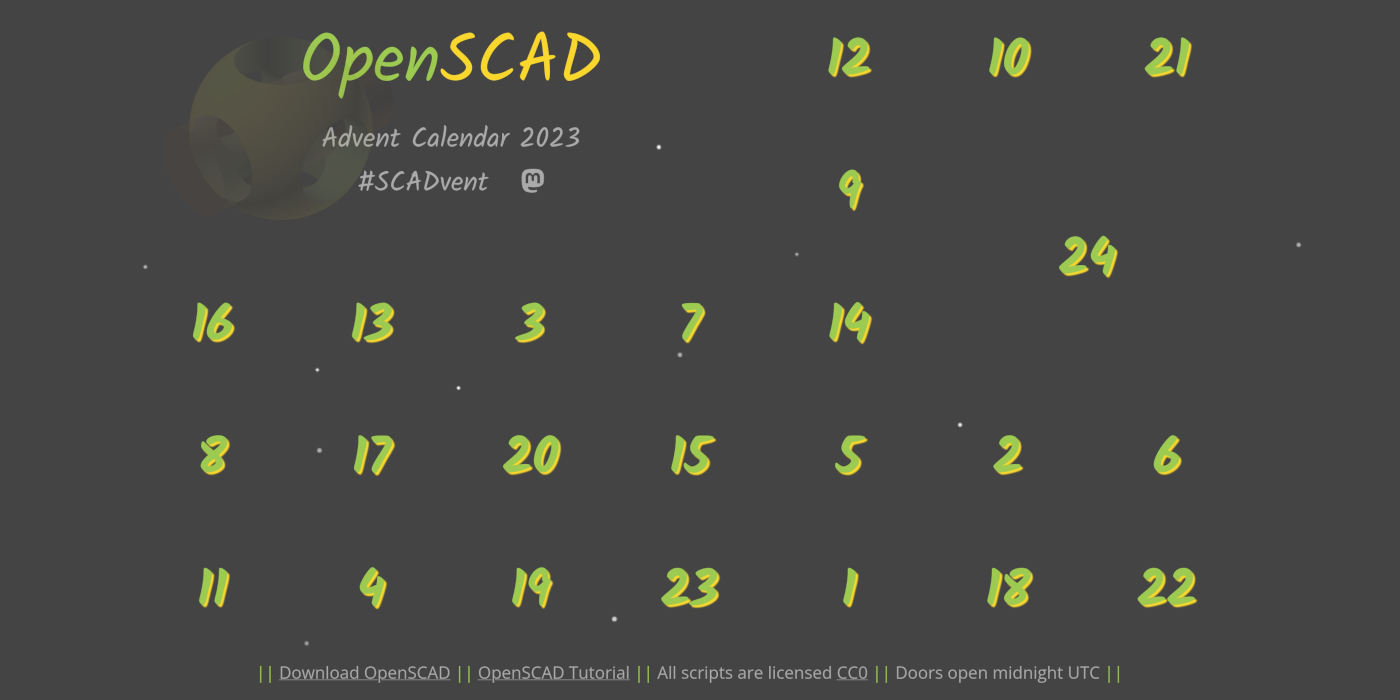 OpenSCAD
Advent Calendar 2023
#SCADvent
12 10 21
9
24
16 13 3 7 14
8 17 20 15 5 2 6
11 4 19 23 1 18 22
|| Download OpenSCAD || OpenSCAD Tutorial || All scripts are licensed CC0 || Doors open midnight UTC ||